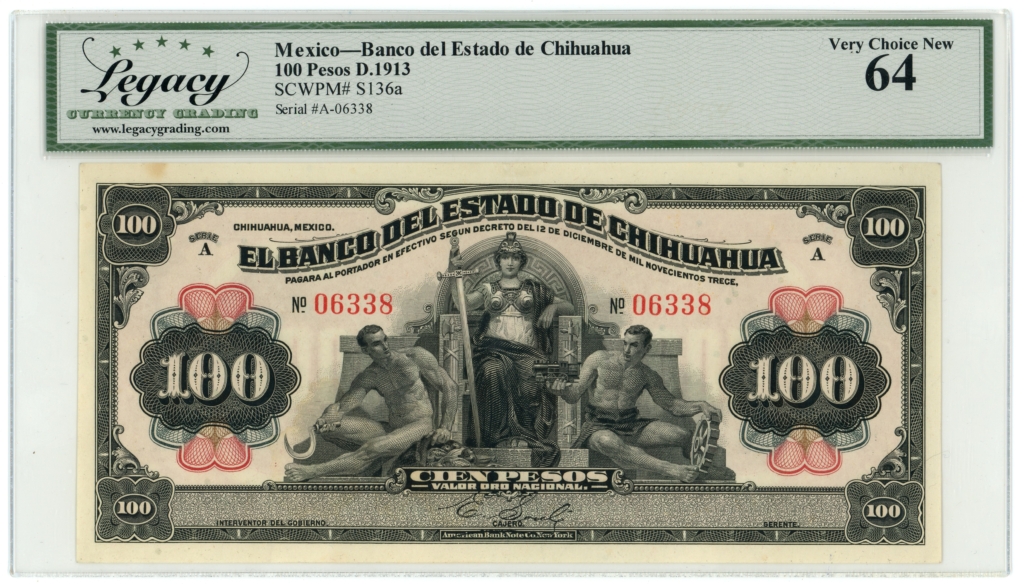 Legacy
CURRENCY GRADING
www.legacygrading.com
Mexico—Banco del Estado de Chihuahua
100 Pesos D.1913
SCWPM# S136a
Serial #A-06338
Very Choice New
64
100
100
CHIHUAHUA, MEXICO.
SERIE
A
SERIE
A
EL BANCO DEL ESTADO DE CHIHUAHUA
PAGARA AL PORTADOR EN EFECTIVO SEGUN DECRETO DEL 12 DE DICIEMBRE DE MIL NOVECIENTOS TRECE,
Nº 06338
Nº 06338
100
100
CIEN PESOS
VALOR ORO NACIONAL.
100
100
INTERVENTOR DEL GOBIERNO.
CAJERO.
GERENTE.
American Bank Note Co. New York